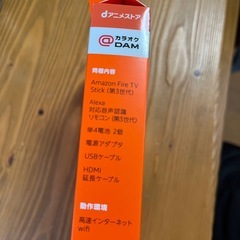 dアニメストア
カラオケ
@DAM
同梱内容
Amazon Fire TV
Stick (第3世代)
Alexa
対応音声認識
リモコン (第3世代)
単4電池 2個
電源アダプタ
USBケーブル
HDMI
延長ケーブル
動作環境
高速インターネット
wifi